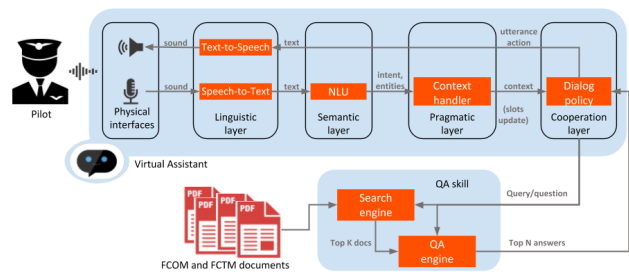 sound
Text-to-Speech
text
utterance
action
Pilot
sound
Speech-to-Text
text
NLU
intent,
entities
Context
handler
context
(slots
update)
Dialog
policy
Physical
interfaces
Linguistic
layer
Semantic
layer
Pragmatic
layer
Cooperation
layer
Virtual Assistant
PDF
PDF
PDF
PDF
FCOM and FCTM documents
QA skill
Query/question
Search
engine
Top K docs
QA
engine
Top N answers